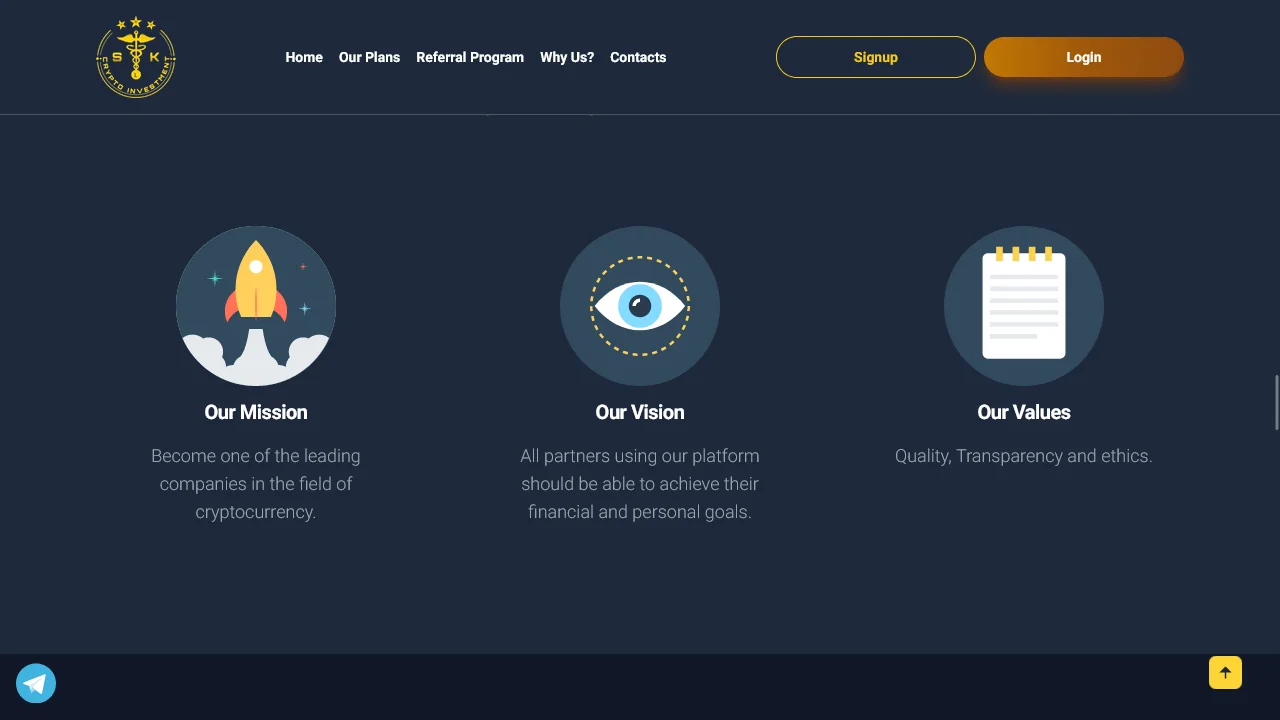 S K
CRYPTO INVESTMENT
Home Our Plans Referral Program Why Us? Contacts
Signup
Login
Our Mission
Become one of the leading
companies in the field of
cryptocurrency.
Our Vision
All partners using our platform
should be able to achieve their
financial and personal goals.
Our Values
Quality, Transparency and ethics.